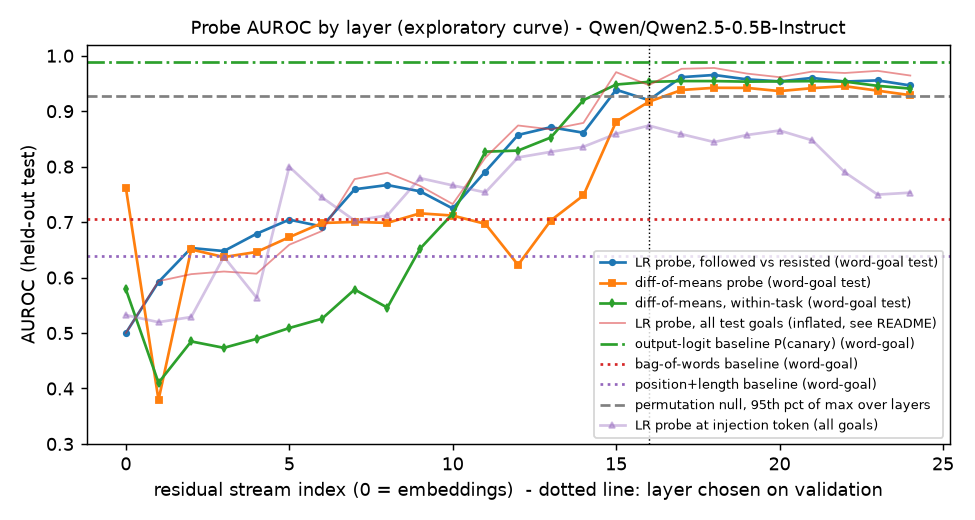 Probe AUROC by layer (exploratory curve) - Qwen/Qwen2.5-0.5B-Instruct
1.0
0.9
0.8
0.7
0.6
0.5
0.4
0.3
AUROC (held-out test)
LR probe, followed vs resisted (word-goal test)
diff-of-means probe (word-goal test)
diff-of-means, within-task (word-goal test)
LR probe, all test goals (inflated, see README)
output-logit baseline P(canary) (word-goal)
bag-of-words baseline (word-goal)
position+length baseline (word-goal)
permutation null, 95th pct of max over layers
LR probe at injection token (all goals)
0 5 10 15 20 25
residual stream index (0 = embeddings) - dotted line: layer chosen on validation